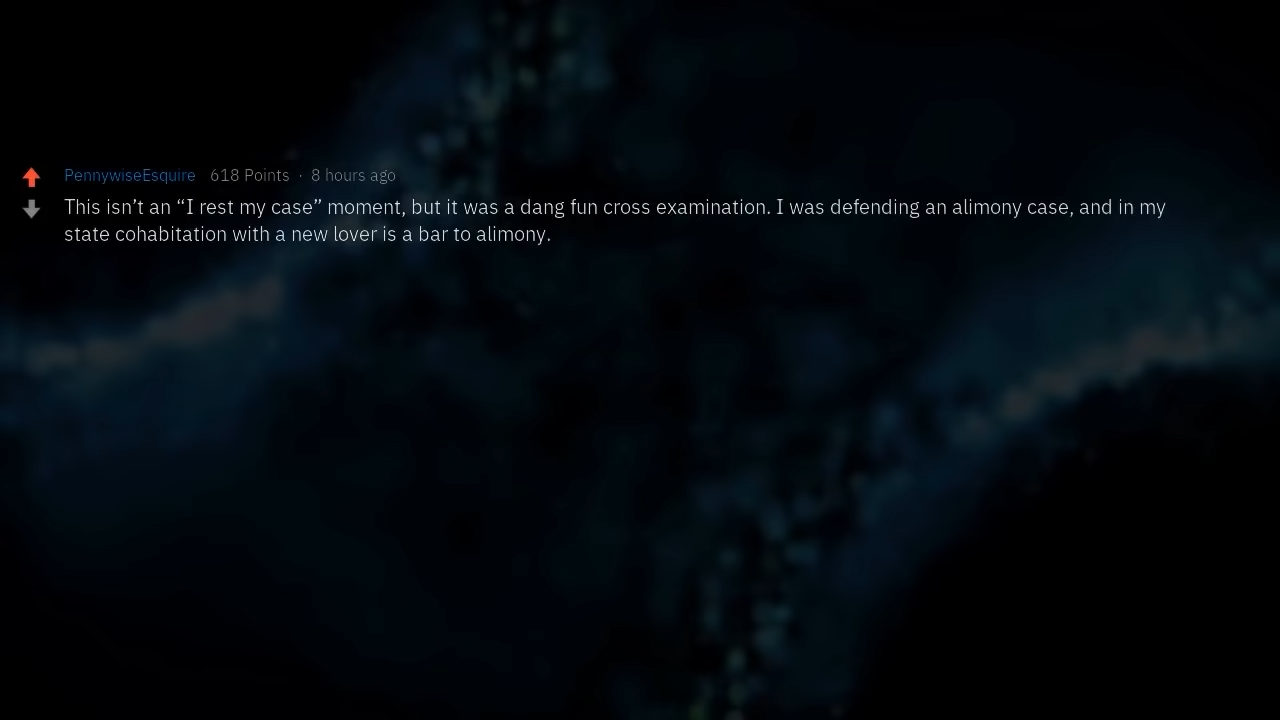 PennywiseEsquire 618 Points · 8 hours ago
This isn’t an “I rest my case” moment, but it was a dang fun cross examination. I was defending an alimony case, and in my
state cohabitation with a new lover is a bar to alimony.